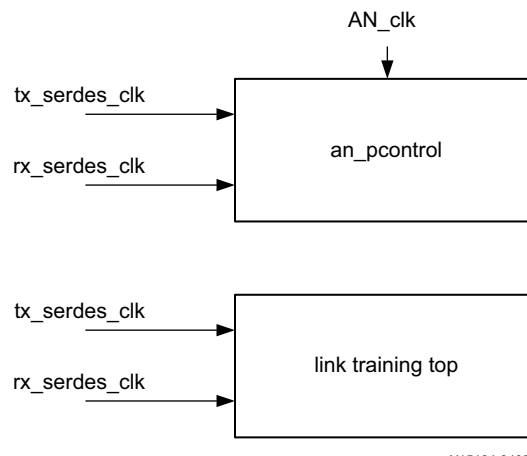 AN_clk
tx_serdes_clk
an_pcontrol
rx_serdes_clk
tx_serdes_clk
link training top
rx_serdes_clk